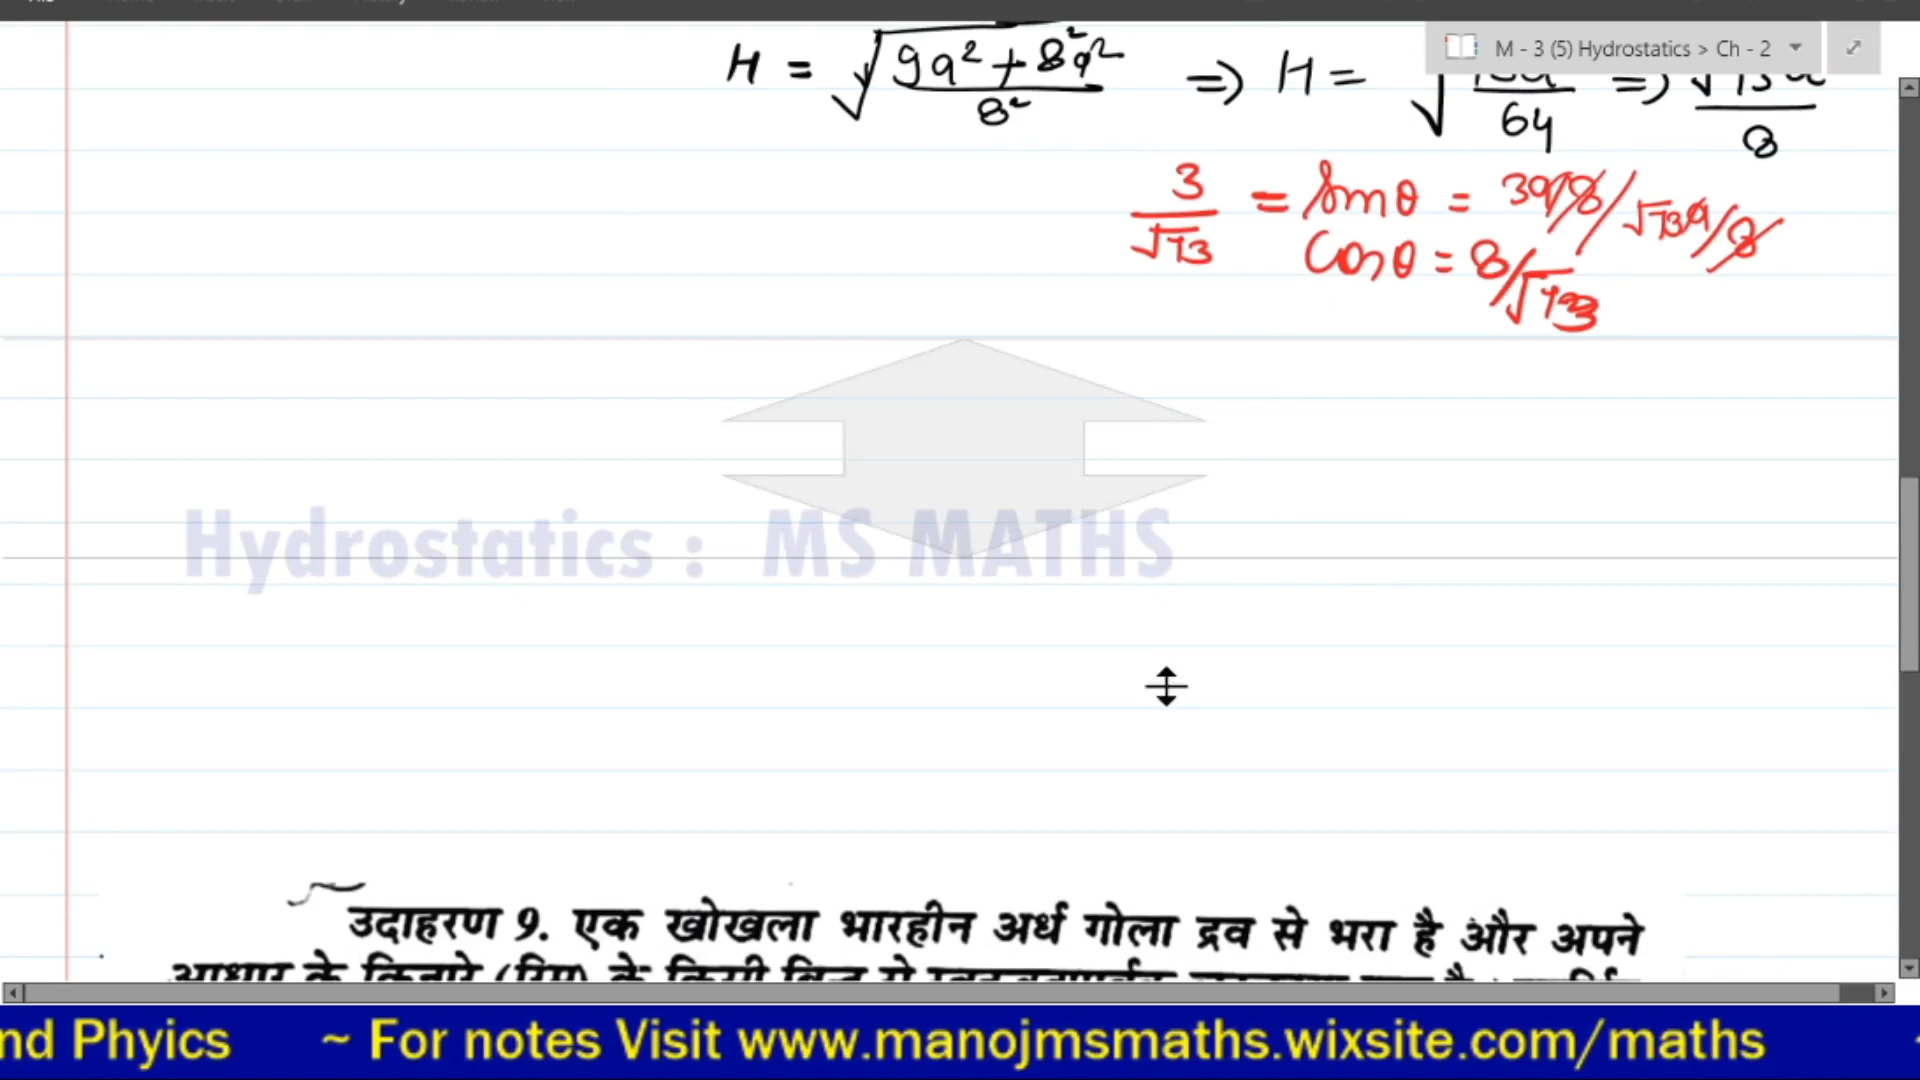 M - 3 (5) Hydrostatics > Ch - 2
H = √(9a² + 8²a² / 8²) ⇒ H = √( / 64) ⇒ √73a / 8
3/√73 = Sinθ = 3a/8 / √73a/8
Cosθ = 8/√73
Hydrostatics : MS MATHS
उदाहरण 9. एक खोखला भारहीन अर्ध गोला द्रव से भरा है और अपने
आधार के किनारे (रिम) के किसी बिन्दु से
nd Phyics ~ For notes Visit www.manojmsmaths.wixsite.com/maths